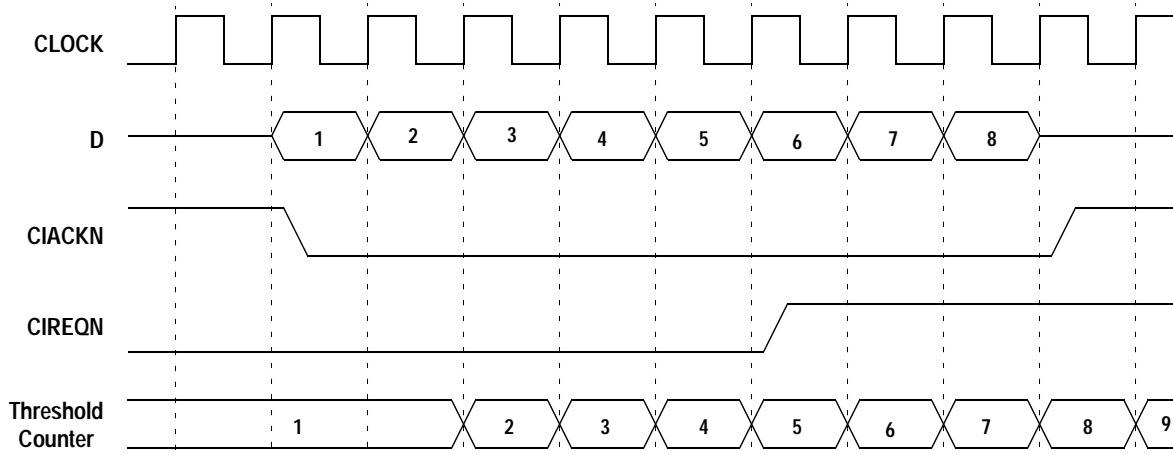 CLOCK
D
1 2 3 4 5 6 7 8
CIACKN
CIREQN
Threshold
Counter
1 2 3 4 5 6 7 8 9